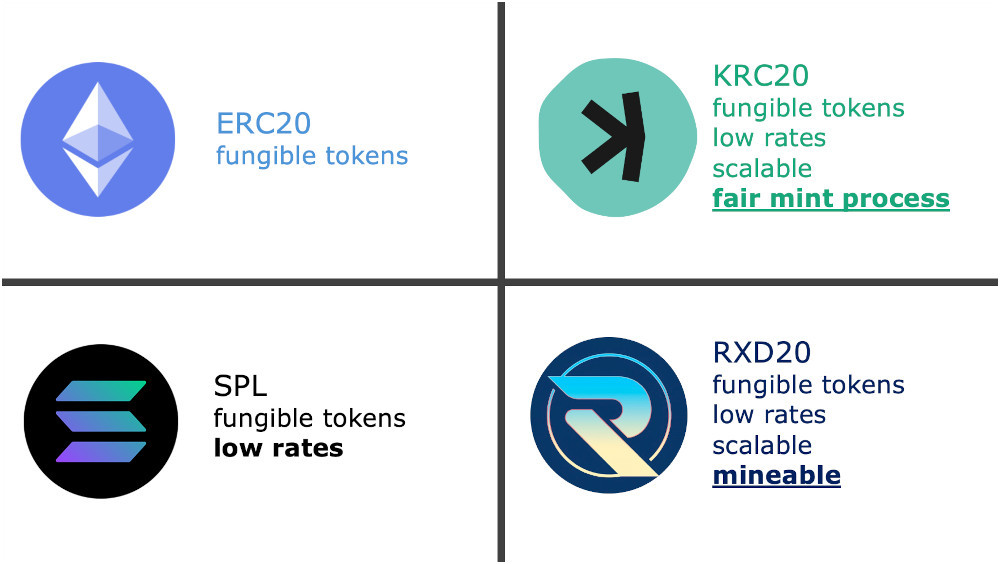 ERC20
fungible tokens
KRC20
fungible tokens
low rates
scalable
fair mint process
SPL
fungible tokens
low rates
RXD20
fungible tokens
low rates
scalable
mineable